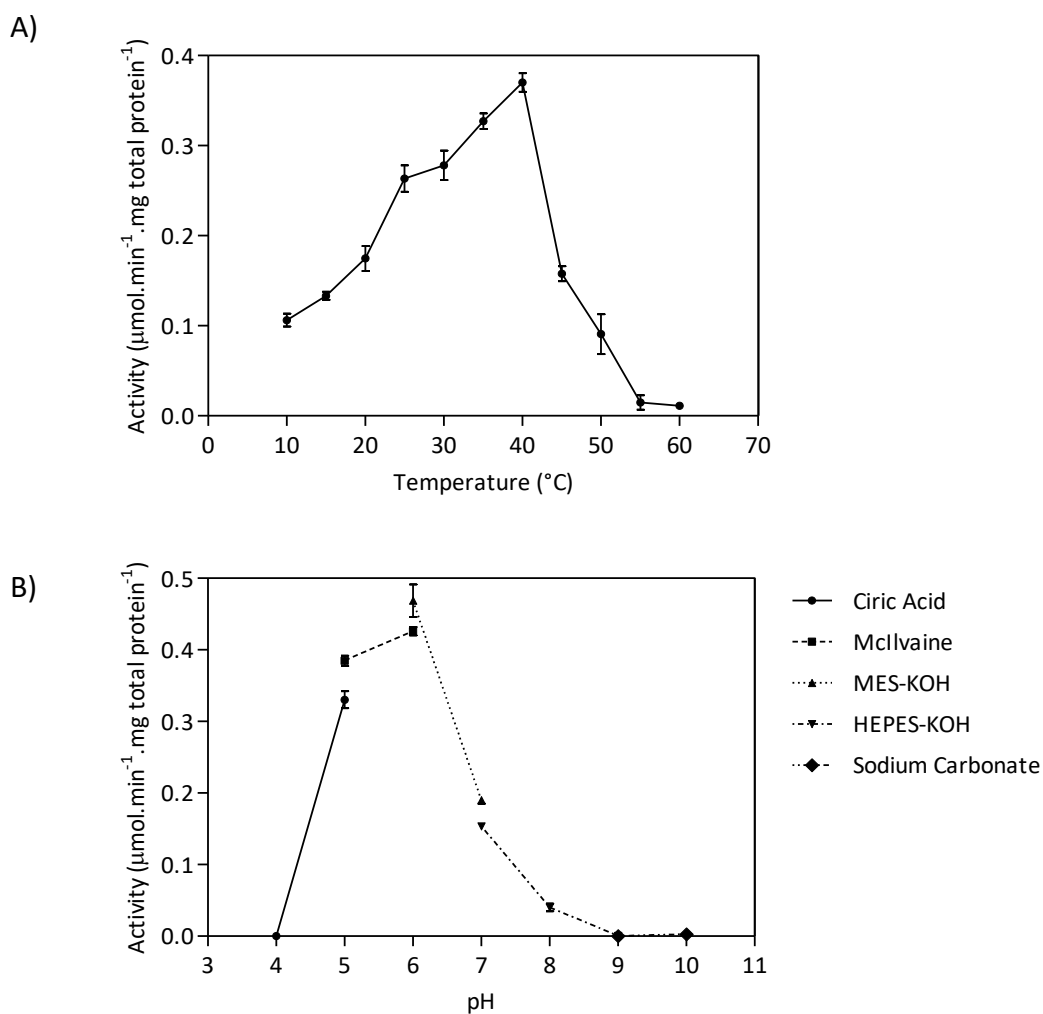 A)
Activity (µmol.min⁻¹.mg total protein⁻¹)
0.4
0.3
0.2
0.1
0.0
0 10 20 30 40 50 60 70
Temperature (°C)
B)
Activity (µmol.min⁻¹.mg total protein⁻¹)
0.5
0.4
0.3
0.2
0.1
0.0
3 4 5 6 7 8 9 10 11
pH
Ciric Acid
McIlvaine
MES-KOH
HEPES-KOH
Sodium Carbonate